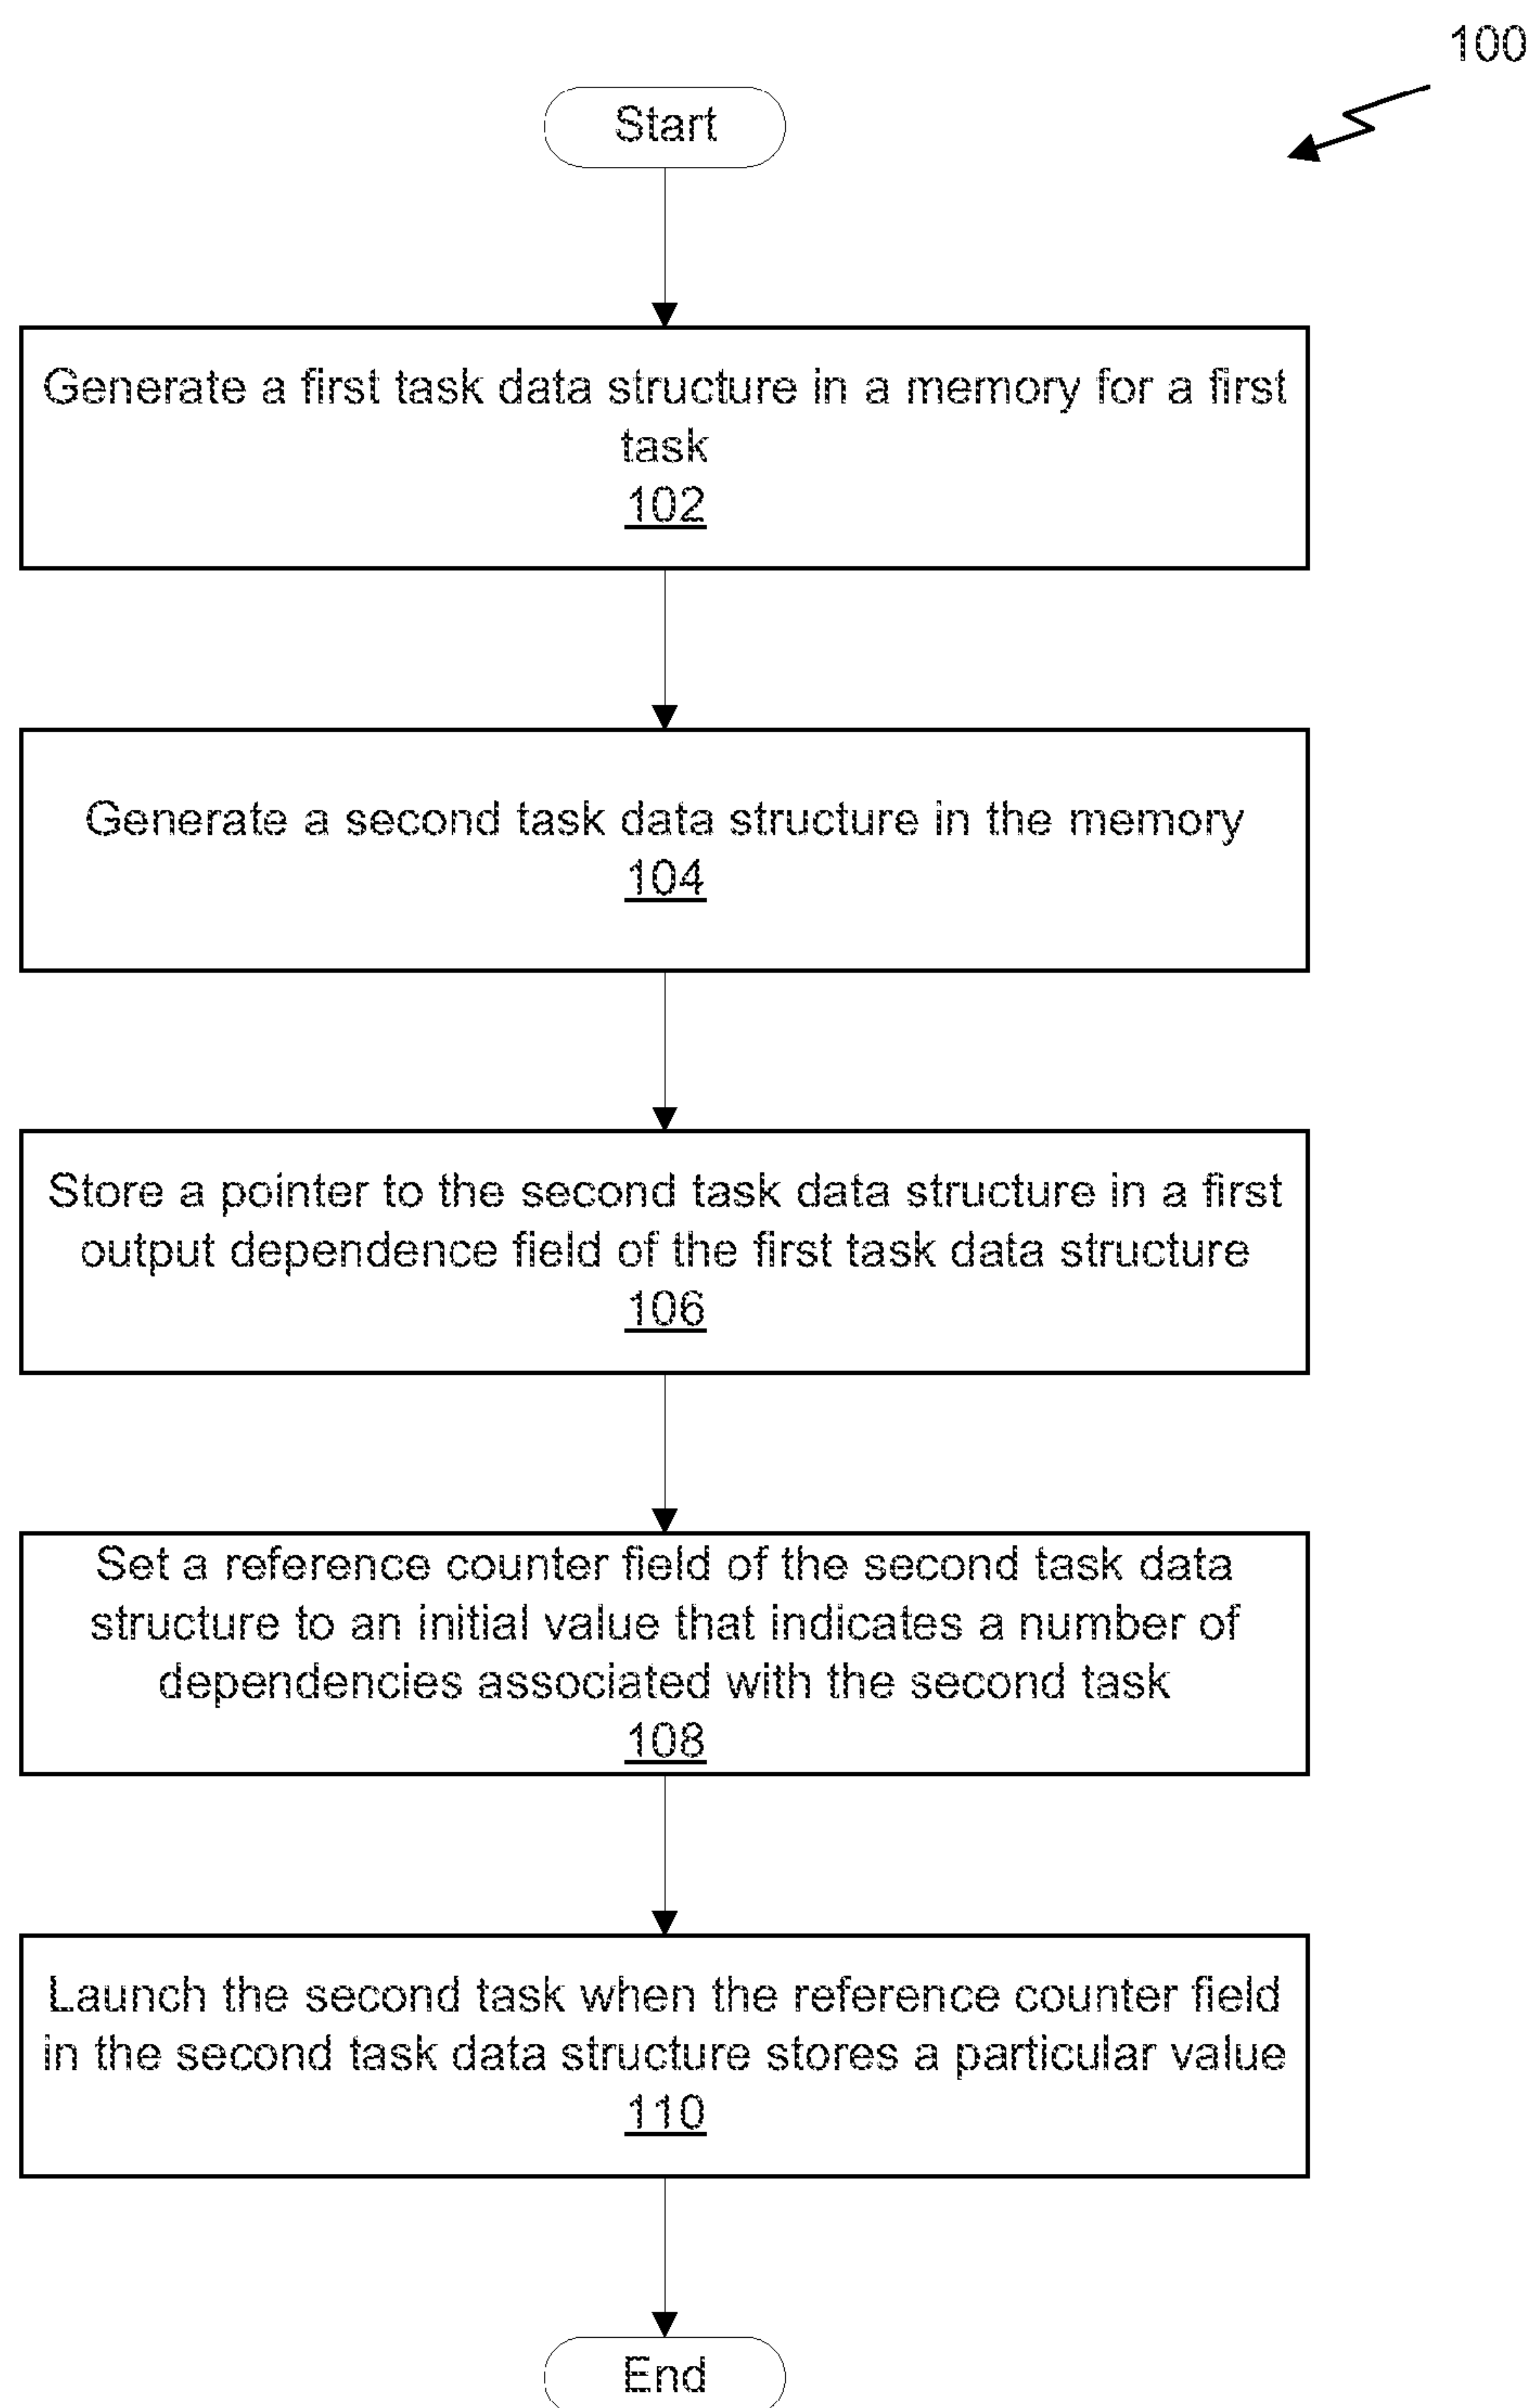 100
Start
Generate a first task data structure in a memory for a first
task
102
Generate a second task data structure in the memory
104
Store a pointer to the second task data structure in a first
output dependence field of the first task data structure
106
Set a reference counter field of the second task data
structure to an initial value that indicates a number of
dependencies associated with the second task
108
Launch the second task when the reference counter field
in the second task data structure stores a particular value
110
End